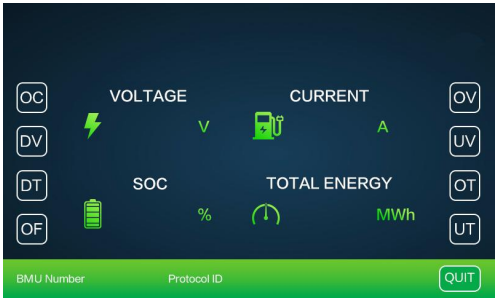 OC
VOLTAGE
CURRENT
OV
V
A
DV
UV
DT
SOC
TOTAL ENERGY
OT
%
MWh
OF
UT
BMU Number
Protocol ID
QUIT